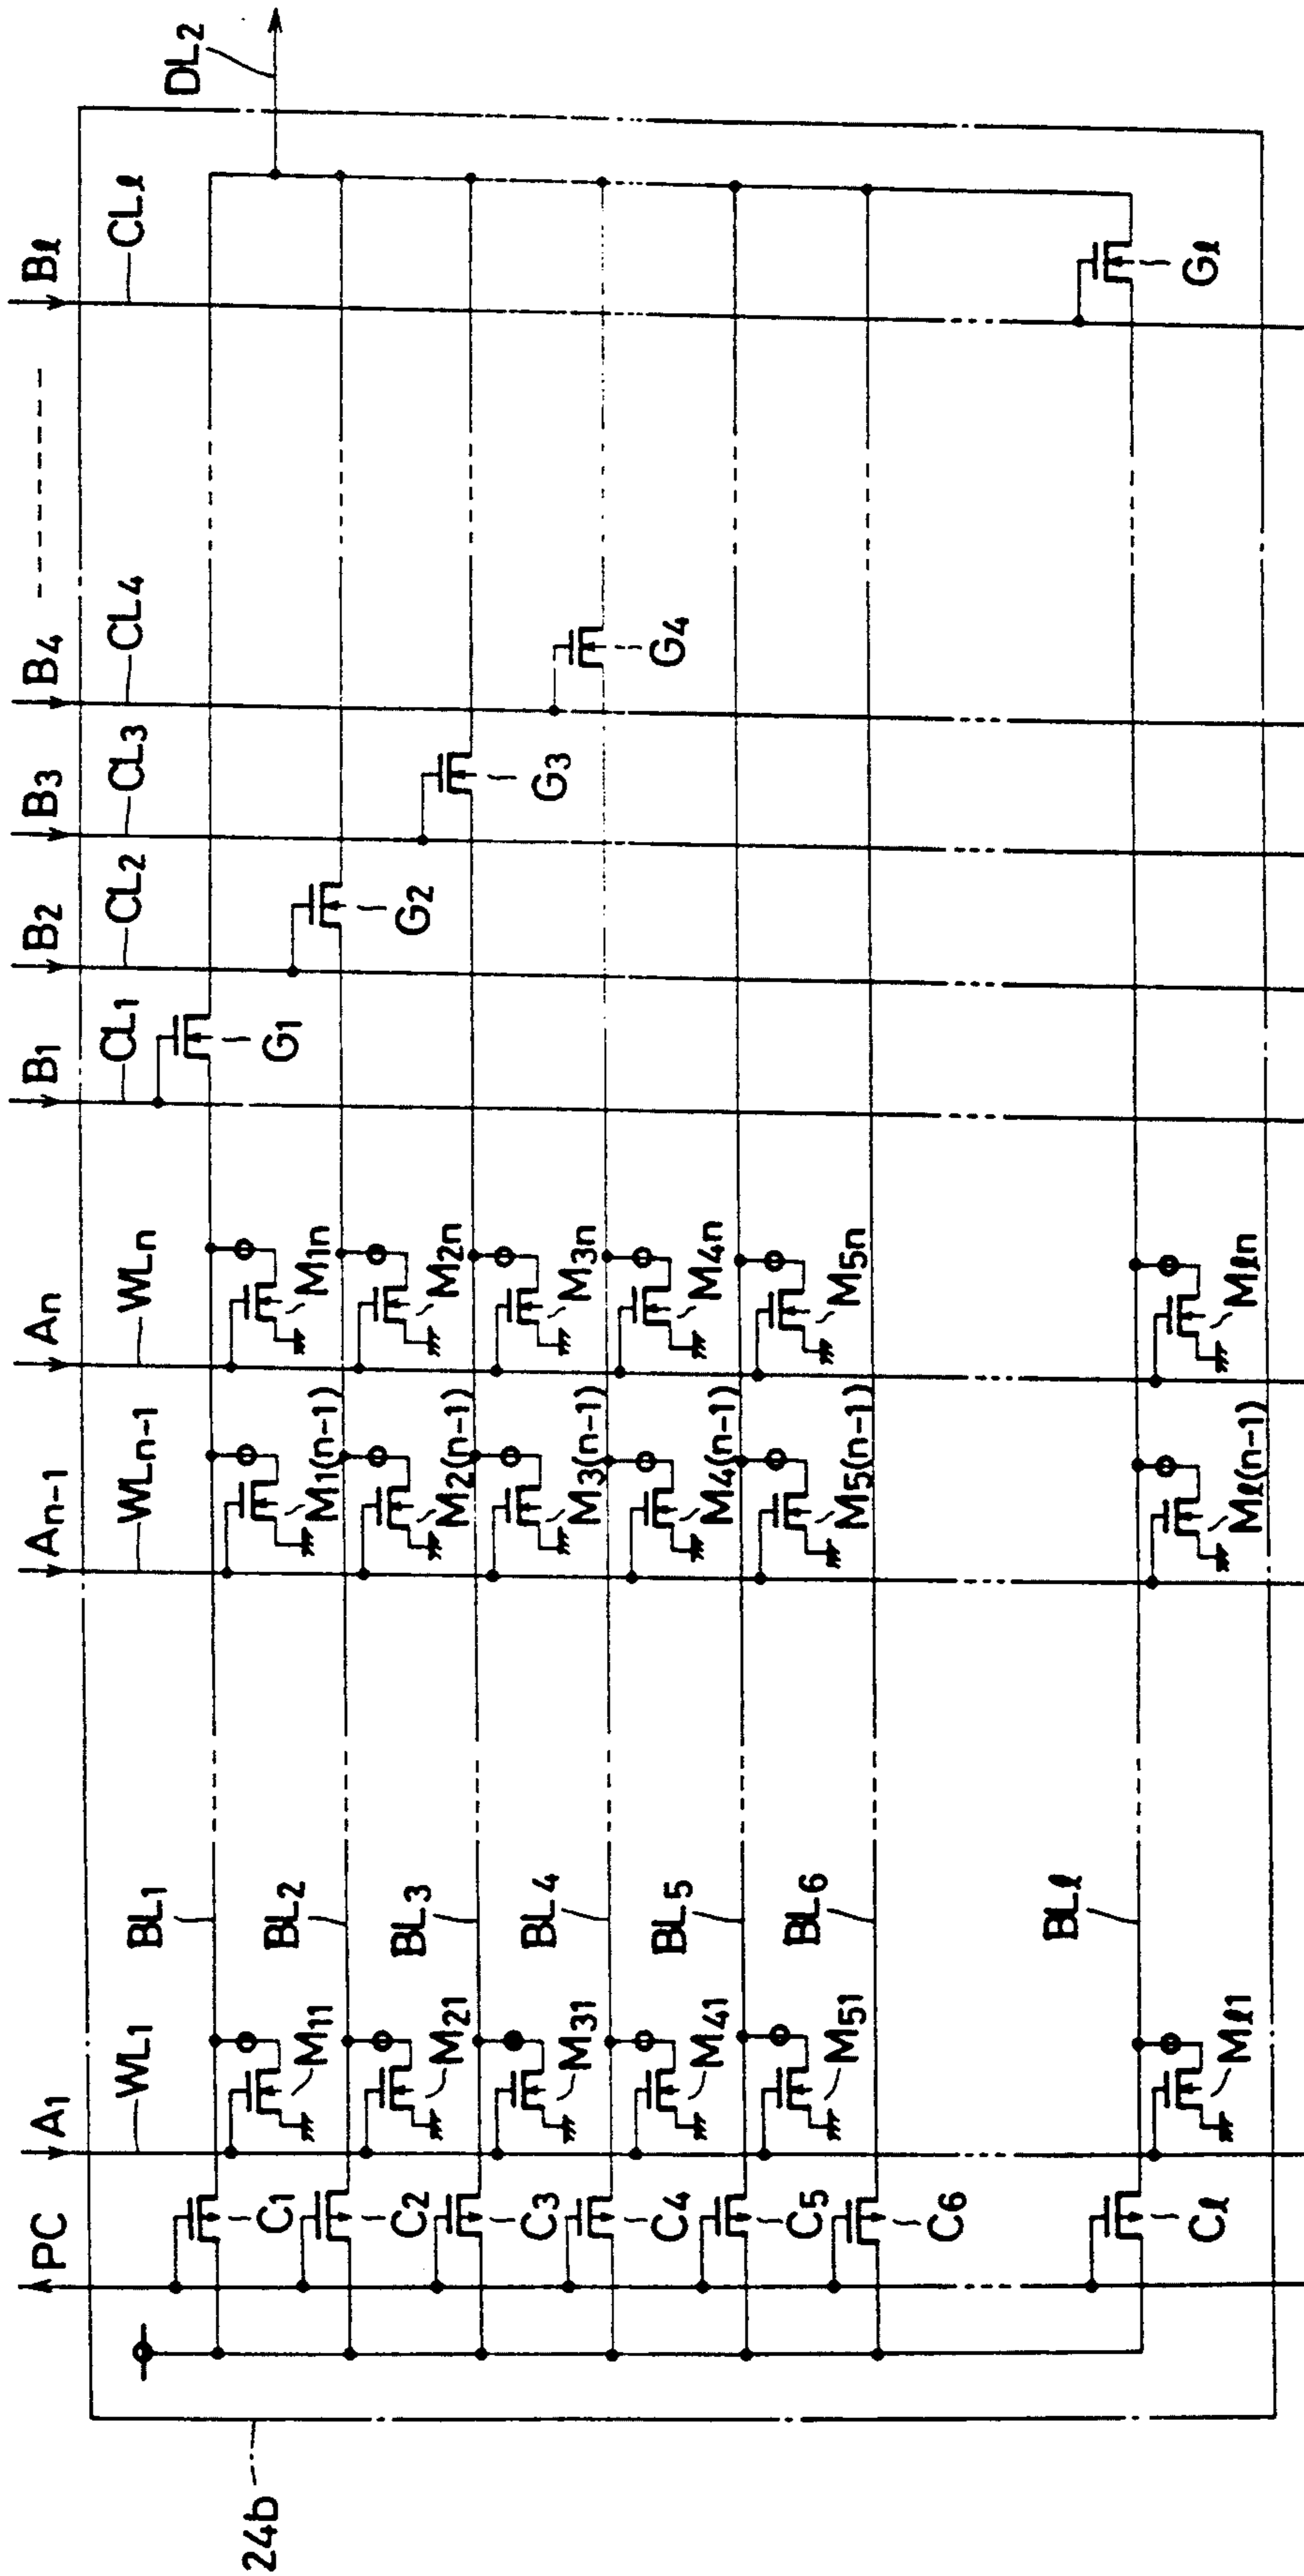 PC A1 An-1 An B1 B2 B3 B4 Bℓ
WL1 WLn-1 WLn CL1 CL2 CL3 CL4 CLℓ DL2
BL1
C1 M11 M1(n-1) M1n G1
BL2
C2 M21 M2(n-1) M2n G2
BL3
C3 M31 M3(n-1) M3n G3
BL4
C4 M41 M4(n-1) M4n G4
BL5
C5 M51 M5(n-1) M5n
BL6
C6
BLℓ
Cℓ Mℓ1 Mℓ(n-1) Mℓn Gℓ
24b